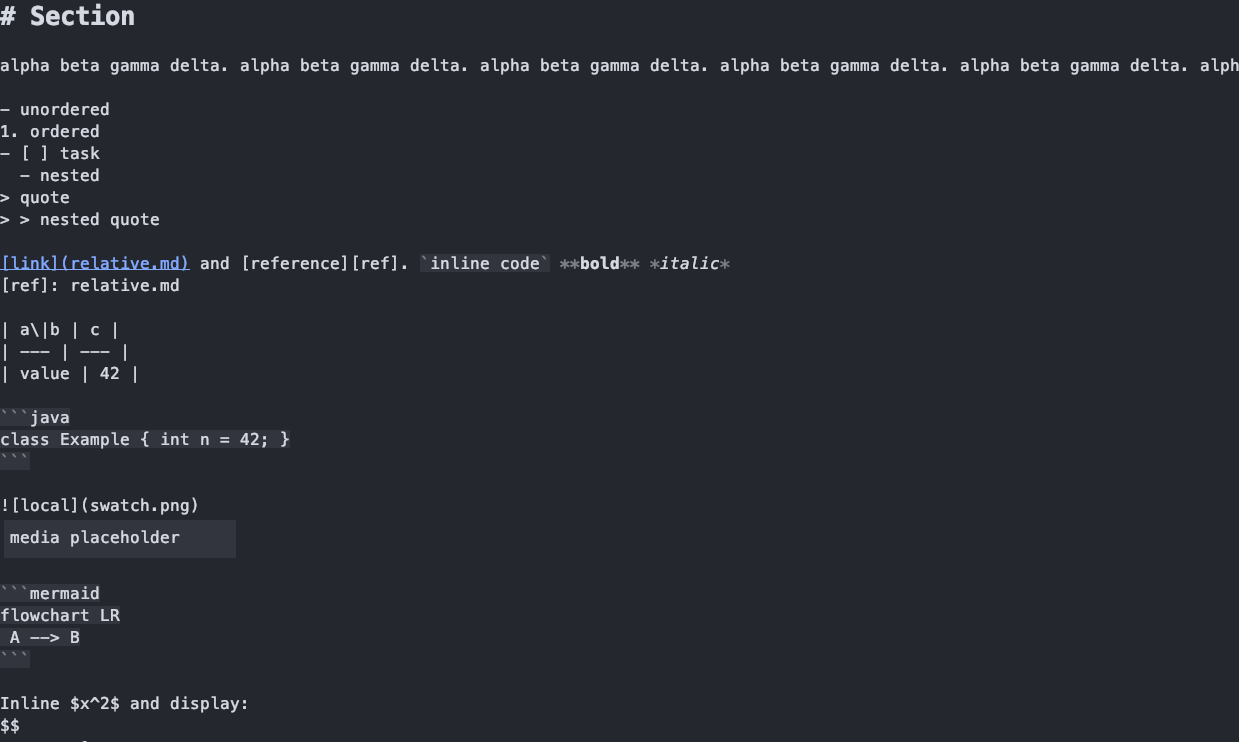 # Section
alpha beta gamma delta. alpha beta gamma delta. alpha beta gamma delta. alpha beta gamma delta. alpha beta gamma delta. alph
- unordered
1. ordered
- [ ] task
  - nested
> quote
> > nested quote
[link](relative.md) and [reference][ref]. `inline code` **bold** *italic*
[ref]: relative.md
| a\|b | c |
| --- | --- |
| value | 42 |
```java
class Example { int n = 42; }
```
![local](swatch.png)
media placeholder
```mermaid
flowchart LR
 A --> B
```
Inline $x^2$ and display:
$$